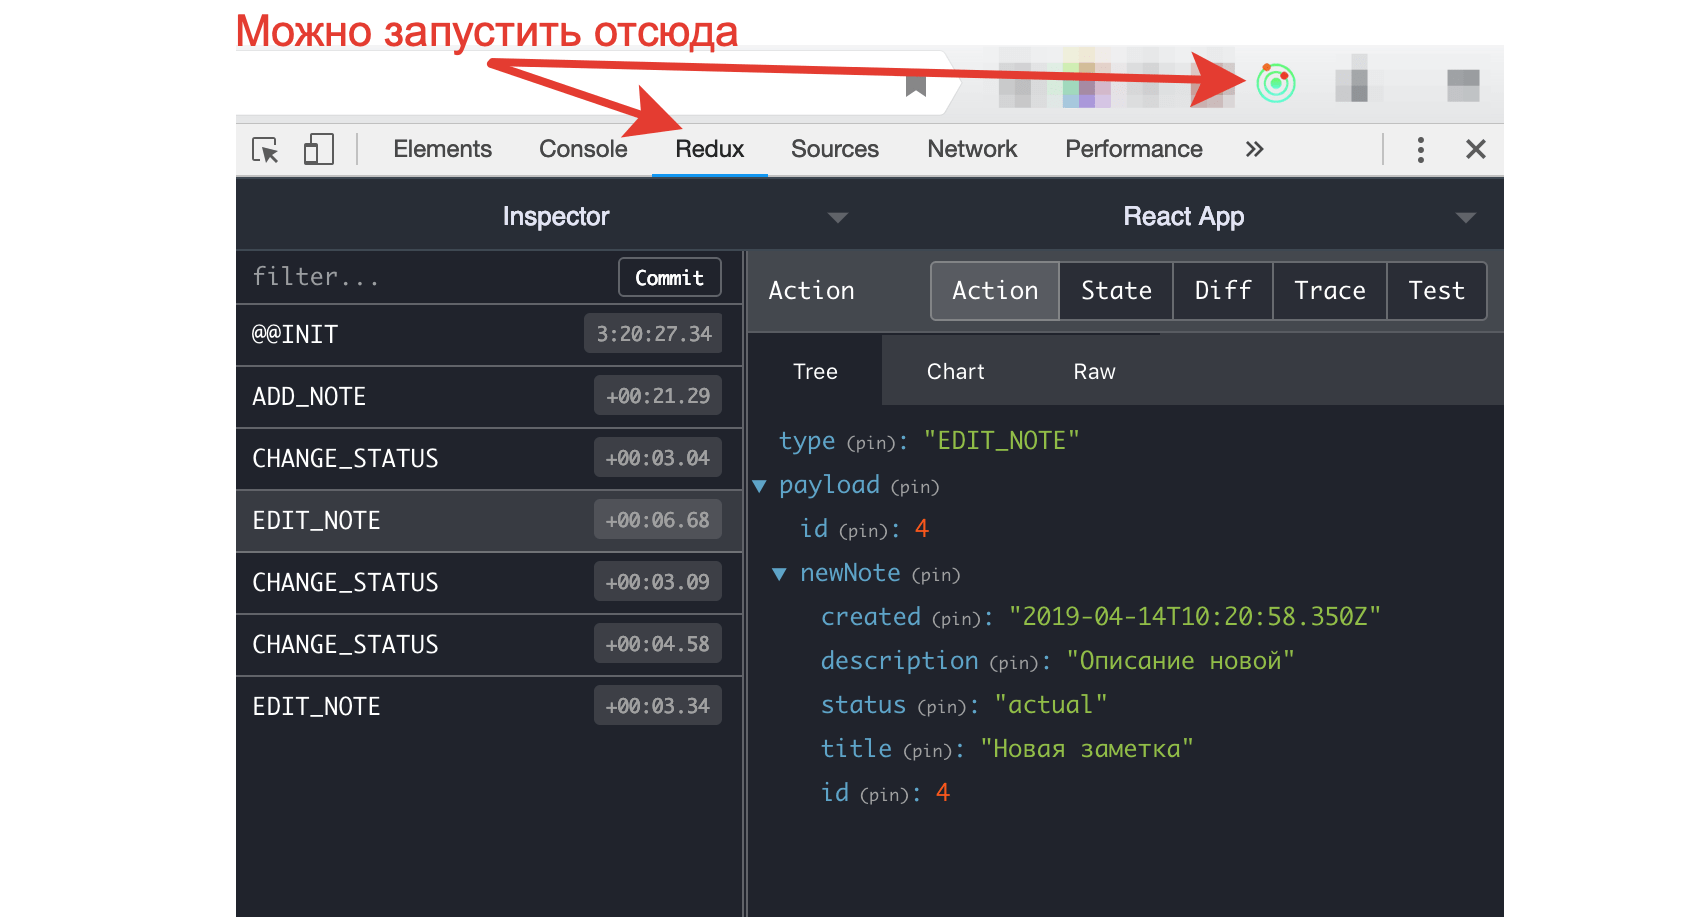 Можно запустить отсюда
Elements Console Redux Sources Network Performance »
Inspector React App
filter... Commit
@@INIT 3:20:27.34
ADD_NOTE +00:21.29
CHANGE_STATUS +00:03.04
EDIT_NOTE +00:06.68
CHANGE_STATUS +00:03.09
CHANGE_STATUS +00:04.58
EDIT_NOTE +00:03.34
Action Action State Diff Trace Test
Tree Chart Raw
type (pin): "EDIT_NOTE"
payload (pin)
id (pin): 4
newNote (pin)
created (pin): "2019-04-14T10:20:58.350Z"
description (pin): "Описание новой"
status (pin): "actual"
title (pin): "Новая заметка"
id (pin): 4